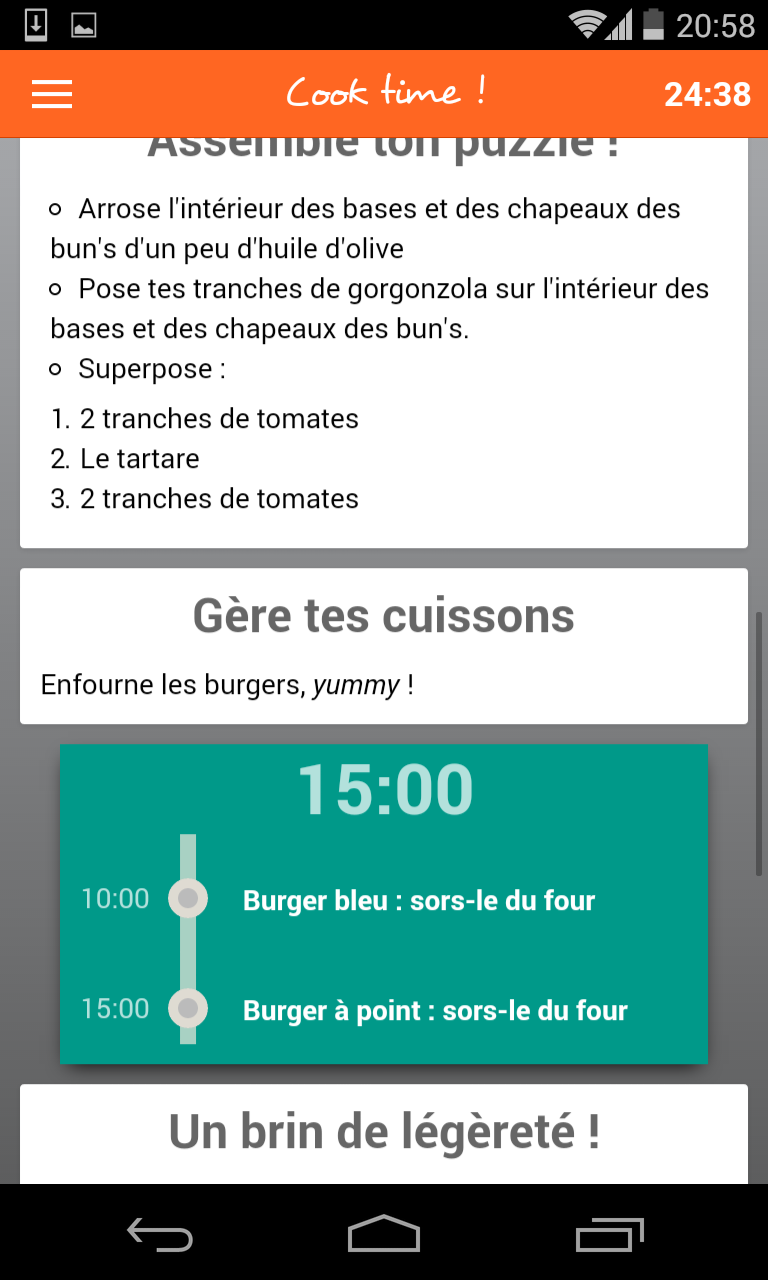 20:58
Cook time !
24:38
Assemble ton puzzle !
Arrose l'intérieur des bases et des chapeaux des
bun's d'un peu d'huile d'olive
Pose tes tranches de gorgonzola sur l'intérieur des
bases et des chapeaux des bun's.
Superpose :
1. 2 tranches de tomates
2. Le tartare
3. 2 tranches de tomates
Gère tes cuissons
Enfourne les burgers, yummy !
15:00
10:00 Burger bleu : sors-le du four
15:00 Burger à point : sors-le du four
Un brin de légèreté !